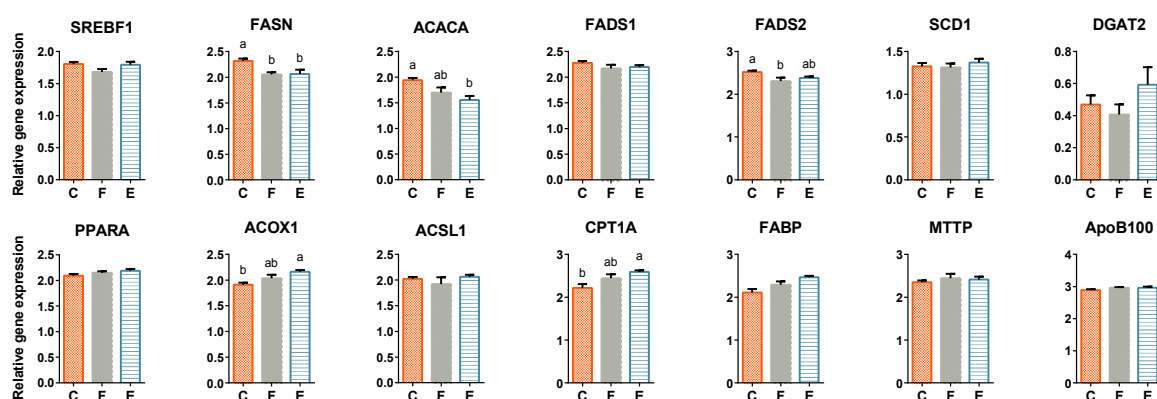 SREBF1 FASN ACACA FADS1 FADS2 SCD1 DGAT2
Relative gene expression
2.0 1.5 1.0 0.5 0.0 C F E
2.5 2.0 1.5 1.0 0.5 0.0 a b b C F E
2.5 2.0 1.5 1.0 0.5 0.0 a ab b C F E
2.5 2.0 1.5 1.0 0.5 0.0 C F E
3 2 1 0 a b ab C F E
1.5 1.0 0.5 0.0 C F E
0.8 0.6 0.4 0.2 0.0 C F E
PPARA ACOX1 ACSL1 CPT1A FABP MTTP ApoB100
Relative gene expression
2.5 2.0 1.5 1.0 0.5 0.0 C F E
2.5 2.0 1.5 1.0 0.5 0.0 b ab a C F E
2.5 2.0 1.5 1.0 0.5 0.0 C F E
3 2 1 0 b ab a C F E
3 2 1 0 C F E
3 2 1 0 C F E
4 3 2 1 0 C F E